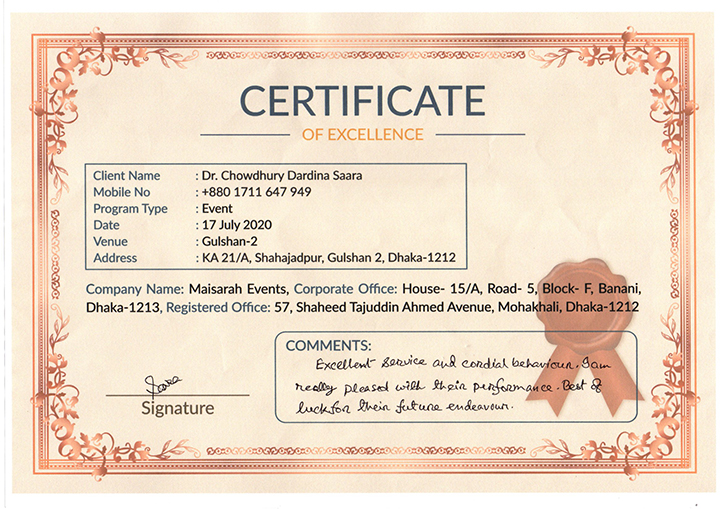 CERTIFICATE
OF EXCELLENCE
Client Name : Dr. Chowdhury Dardina Saara
Mobile No : +880 1711 647 949
Program Type : Event
Date : 17 July 2020
Venue : Gulshan-2
Address : KA 21/A, Shahajadpur, Gulshan 2, Dhaka-1212
Company Name: Maisarah Events, Corporate Office: House- 15/A, Road- 5, Block- F, Banani,
Dhaka-1213, Registered Office: 57, Shaheed Tajuddin Ahmed Avenue, Mohakhali, Dhaka-1212
COMMENTS:
Excellent service and cordial behaviour. I am
really pleased with their performance. Best of
luck for their future endeavour.
Saara
Signature